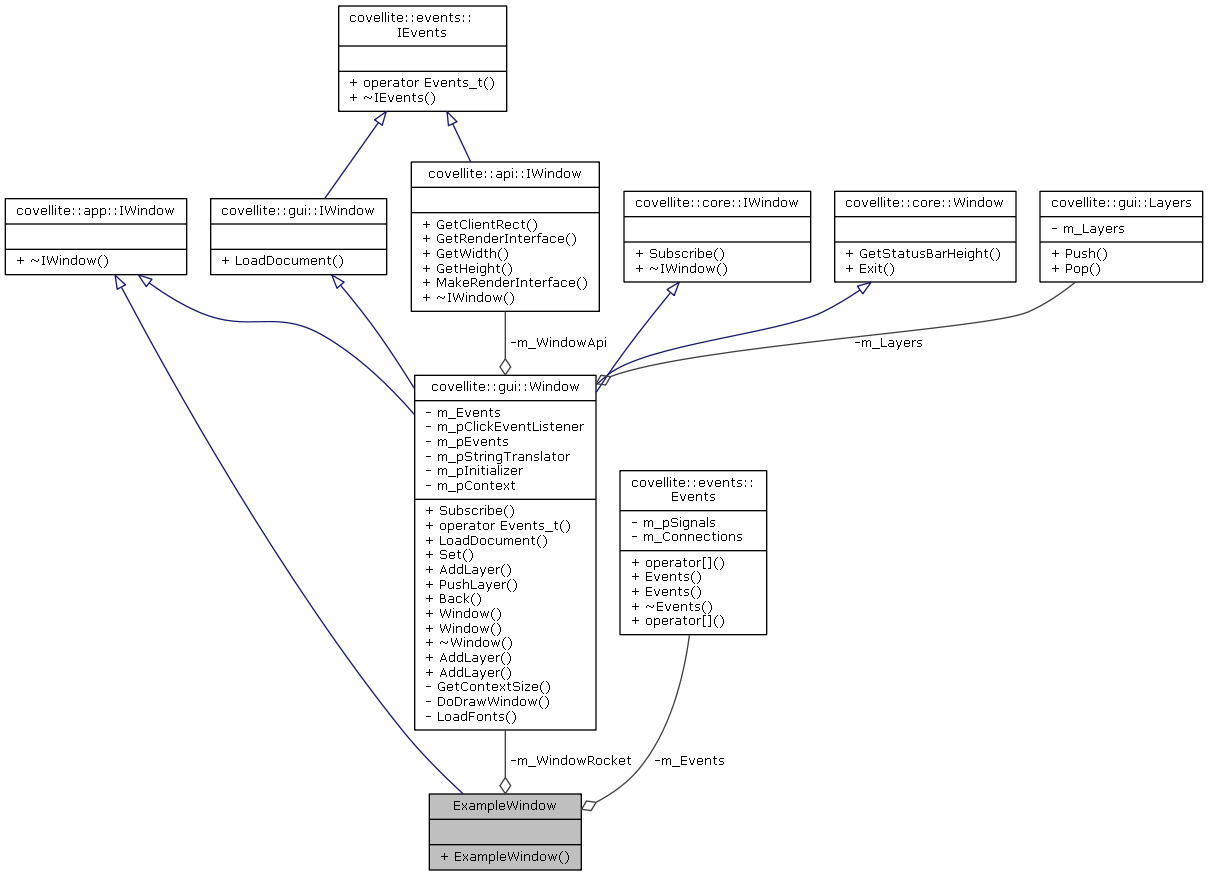 covellite::events::
IEvents
+ operator Events_t()
+ ~IEvents()
covellite::app::IWindow
+ ~IWindow()
covellite::gui::IWindow
+ LoadDocument()
covellite::api::IWindow
+ GetClientRect()
+ GetRenderInterface()
+ GetWidth()
+ GetHeight()
+ MakeRenderInterface()
+ ~IWindow()
covellite::core::IWindow
+ Subscribe()
+ ~IWindow()
covellite::core::Window
+ GetStatusBarHeight()
+ Exit()
covellite::gui::Layers
- m_Layers
+ Push()
+ Pop()
-m_WindowApi
-m_Layers
covellite::gui::Window
- m_Events
- m_pClickEventListener
- m_pEvents
- m_pStringTranslator
- m_pInitializer
- m_pContext
+ Subscribe()
+ operator Events_t()
+ LoadDocument()
+ Set()
+ AddLayer()
+ PushLayer()
+ Back()
+ Window()
+ Window()
+ ~Window()
+ AddLayer()
+ AddLayer()
- GetContextSize()
- DoDrawWindow()
- LoadFonts()
covellite::events::
Events
- m_pSignals
- m_Connections
+ operator[]()
+ Events()
+ Events()
+ ~Events()
+ operator[]()
-m_WindowRocket
-m_Events
ExampleWindow
+ ExampleWindow()